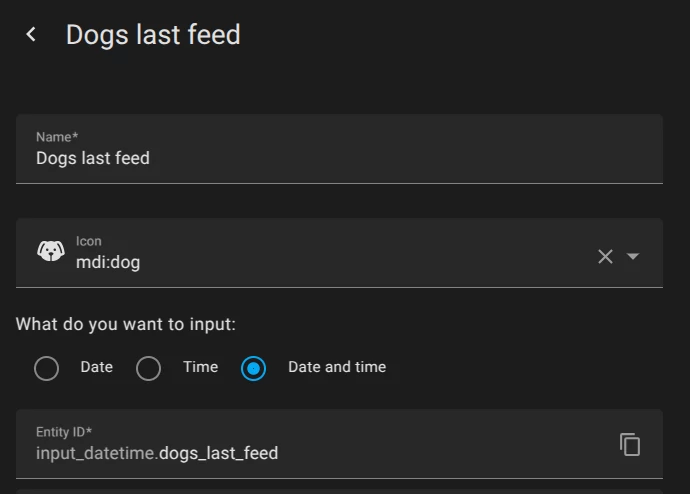 Dogs last feed
Name*
Dogs last feed
Icon
mdi:dog
What do you want to input:
Date Time Date and time
Entity ID*
input_datetime.dogs_last_feed